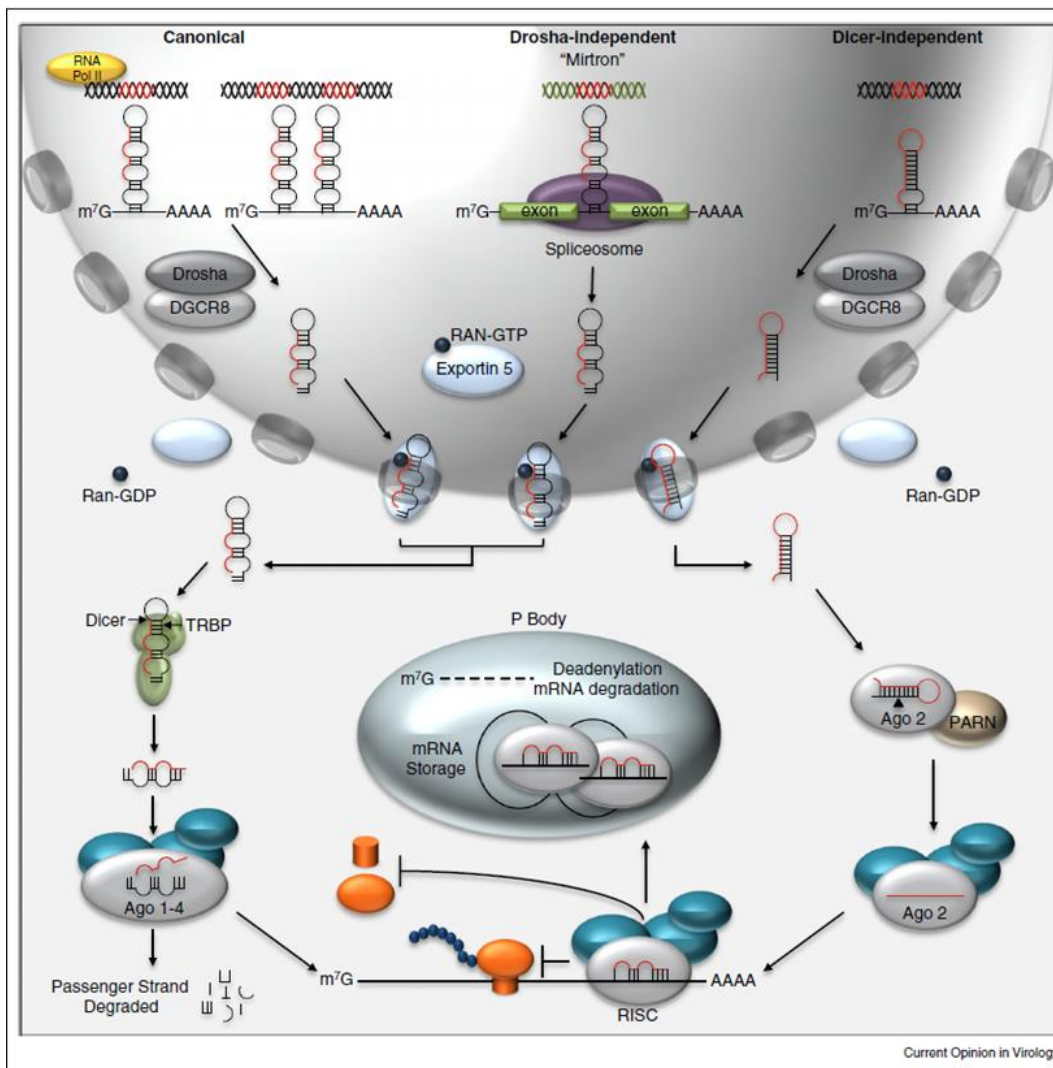 Canonical
Drosha-Independent
"Mirtron"
Dicer-Independent
RNA
Pol II
m⁷G
AAAA
m⁷G
AAAA
m⁷G
exon
exon
AAAA
Spliceosome
m⁷G
AAAA
Drosha
DGCR8
RAN-GTP
Exportin 5
Drosha
DGCR8
Ran-GDP
Ran-GDP
Dicer
TRBP
P Body
m⁷G
Deadenylation
mRNA degradation
mRNA
Storage
Ago 2
PARN
Ago 1-4
Ago 2
Passenger Strand
Degraded
m⁷G
AAAA
RISC
Current Opinion in Virology